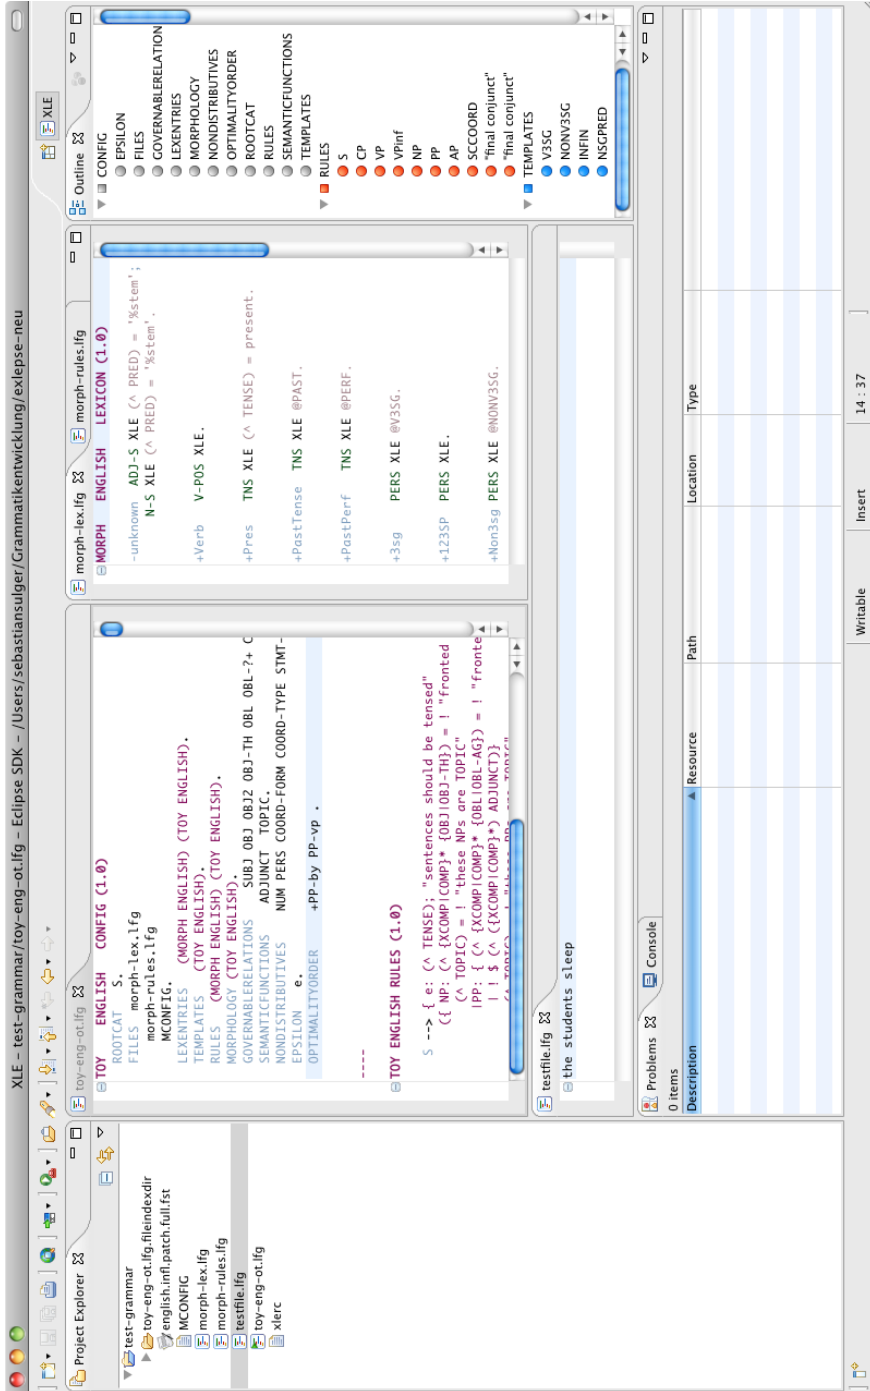 XLE – test-grammar/toy-eng-ot.lfg – Eclipse SDK – /Users/sebastiansulger/Grammatikentwicklung/exlepse-neu
XLE
Project Explorer
test-grammar
toy-eng-ot.lfg.fileindexdir
english.infl.patch.full.fst
MCONFIG
morph-lex.lfg
morph-rules.lfg
testfile.lfg
toy-eng-ot.lfg
xlerc
toy-eng-ot.lfg
TOY ENGLISH CONFIG (1.0)
ROOTCAT S.
FILES morph-lex.lfg
morph-rules.lfg
MCONFIG.
LEXENTRIES (MORPH ENGLISH) (TOY ENGLISH).
TEMPLATES (TOY ENGLISH).
RULES (MORPH ENGLISH) (TOY ENGLISH).
MORPHOLOGY (TOY ENGLISH).
GOVERNABLERELATIONS SUBJ OBJ OBJ2 OBJ-TH OBL OBL-?+ C
SEMANTICFUNCTIONS ADJUNCT TOPIC.
NONDISTRIBUTIVES NUM PERS COORD-FORM COORD-TYPE STMT-
EPSILON e.
OPTIMALITYORDER +PP-by PP-vp .
----
TOY ENGLISH RULES (1.0)
S --> { e: (^ TENSE); "sentences should be tensed"
({ NP: (^ {XCOMP|COMP}* {OBJ|OBJ-TH}) = ! "fronted
(^ TOPIC) = ! "these NPs are TOPIC"
|PP: { (^ {XCOMP|COMP}* {OBL|OBL-AG}) = ! "fronte
| ! $ (^ ({XCOMP|COMP}*) ADJUNCT)}
morph-lex.lfg
morph-rules.lfg
MORPH ENGLISH LEXICON (1.0)
-unknown ADJ-S XLE (^ PRED) = '%stem';
N-S XLE (^ PRED) = '%stem'.
+Verb V-POS XLE.
+Pres TNS XLE (^ TENSE) = present.
+PastTense TNS XLE @PAST.
+PastPerf TNS XLE @PERF.
+3sg PERS XLE @V3SG.
+123SP PERS XLE.
+Non3sg PERS XLE @NONV3SG.
Outline
CONFIG
EPSILON
FILES
GOVERNABLERELATION
LEXENTRIES
MORPHOLOGY
NONDISTRIBUTIVES
OPTIMALITYORDER
ROOTCAT
RULES
SEMANTICFUNCTIONS
TEMPLATES
RULES
S
CP
VP
VPinf
NP
PP
AP
SCCOORD
"final conjunct"
"final conjunct"
TEMPLATES
V3SG
NONV3SG
INFIN
NSGPRED
testfile.lfg
the students sleep
Problems
Console
0 items
Description Resource Path Location Type
Writable Insert 14 : 37